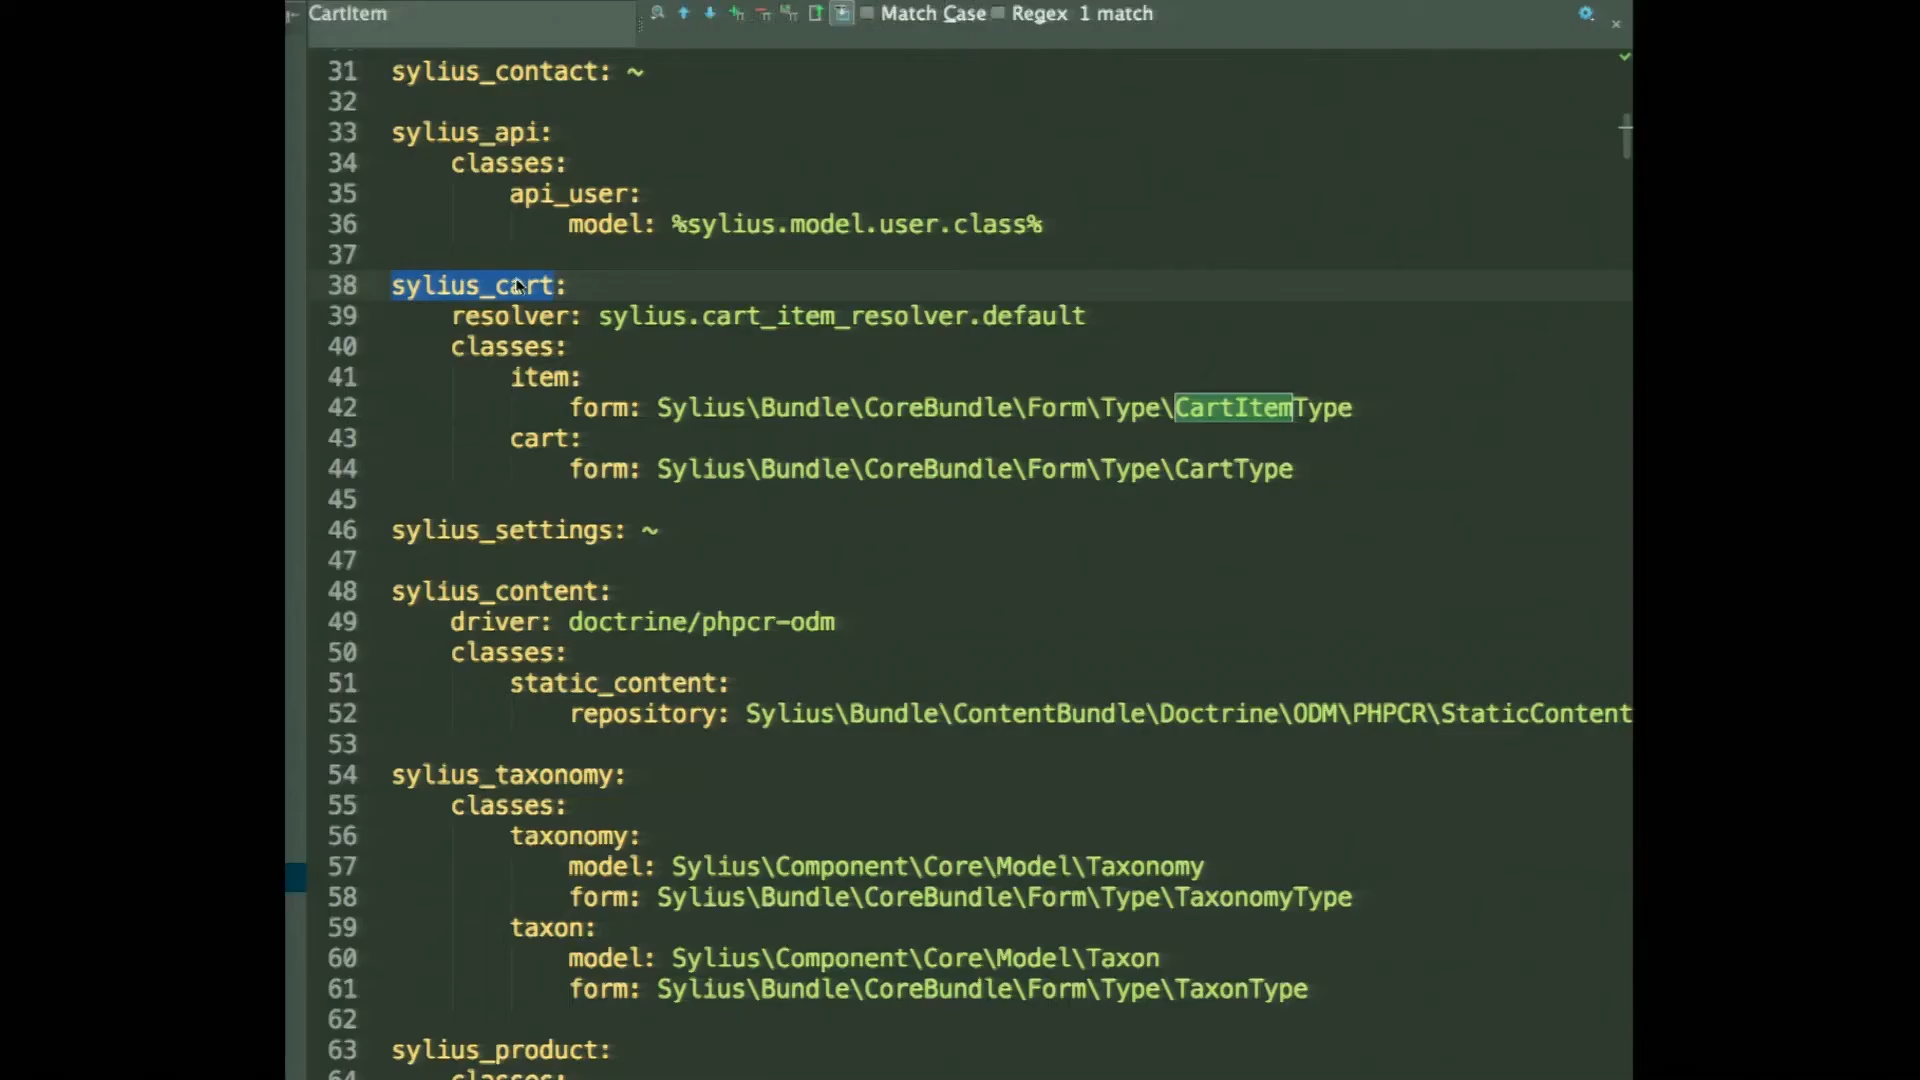 CartItem
Match Case Regex 1 match
31 sylius_contact: ~
32
33 sylius_api:
34 classes:
35 api_user:
36 model: %sylius.model.user.class%
37
38 sylius_cart:
39 resolver: sylius.cart_item_resolver.default
40 classes:
41 item:
42 form: Sylius\Bundle\CoreBundle\Form\Type\CartItemType
43 cart:
44 form: Sylius\Bundle\CoreBundle\Form\Type\CartType
45
46 sylius_settings: ~
47
48 sylius_content:
49 driver: doctrine/phpcr-odm
50 classes:
51 static_content:
52 repository: Sylius\Bundle\ContentBundle\Doctrine\ODM\PHPCR\StaticContent
53
54 sylius_taxonomy:
55 classes:
56 taxonomy:
57 model: Sylius\Component\Core\Model\Taxonomy
58 form: Sylius\Bundle\CoreBundle\Form\Type\TaxonomyType
59 taxon:
60 model: Sylius\Component\Core\Model\Taxon
61 form: Sylius\Bundle\CoreBundle\Form\Type\TaxonType
62
63 sylius_product:
64 classes: